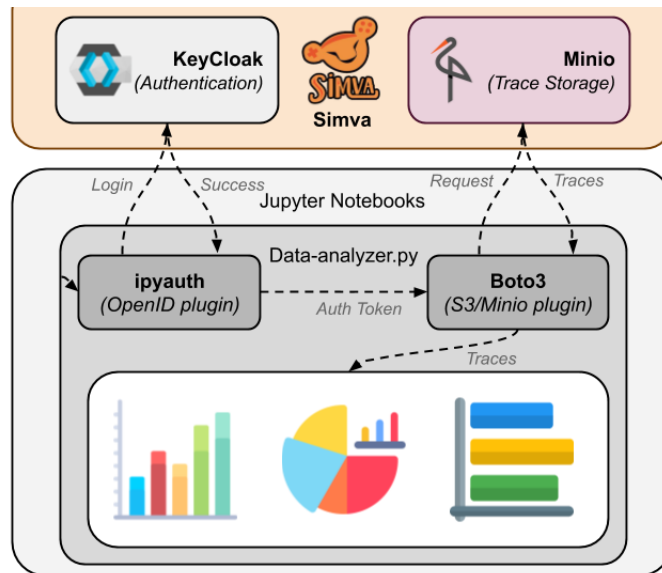 KeyCloak
(Authentication)
SIMVA
Simva
Minio
(Trace Storage)
Login
Success
Request
Traces
Jupyter Notebooks
Data-analyzer.py
ipyauth
(OpenID plugin)
Auth Token
Boto3
(S3/Minio plugin)
Traces